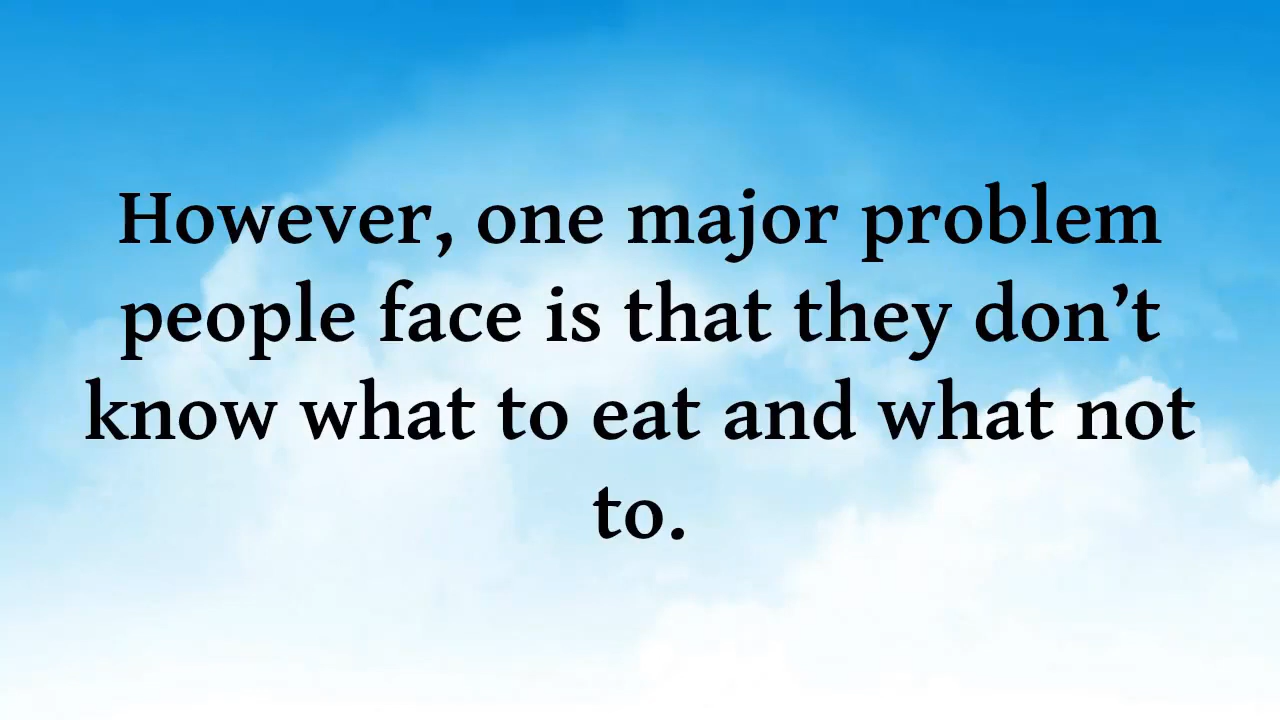 However, one major problem
people face is that they don’t
know what to eat and what not
to.